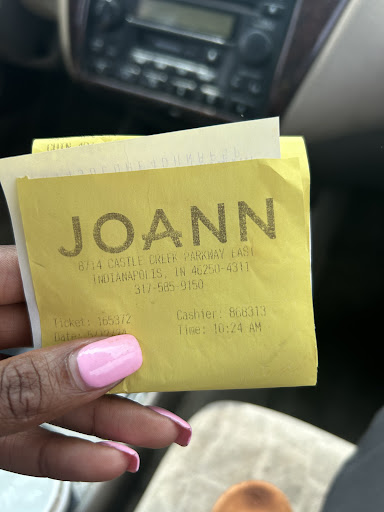 JOANN
8714 CASTLE CREEK PARKWAY EAST
INDIANAPOLIS, IN 46250-4311
317-585-9150
Ticket: 165372 Cashier: 868313
Date: Time: 10:24 AM